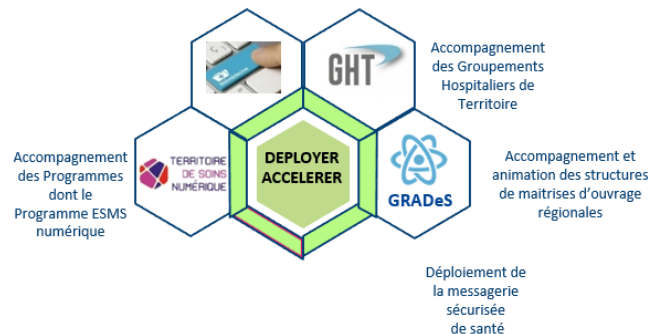 GHT
Accompagnement
des Groupements
Hospitaliers de
Territoire
Accompagnement
des Programmes
dont le
Programme ESMS
numérique
TERRITOIRE
DE SOINS
NUMÉRIQUE
DEPLOYER
ACCELERER
GRADeS
Accompagnement et
animation des structures
de maitrises d’ouvrage
régionales
Déploiement de
la messagerie
sécurisée
de santé